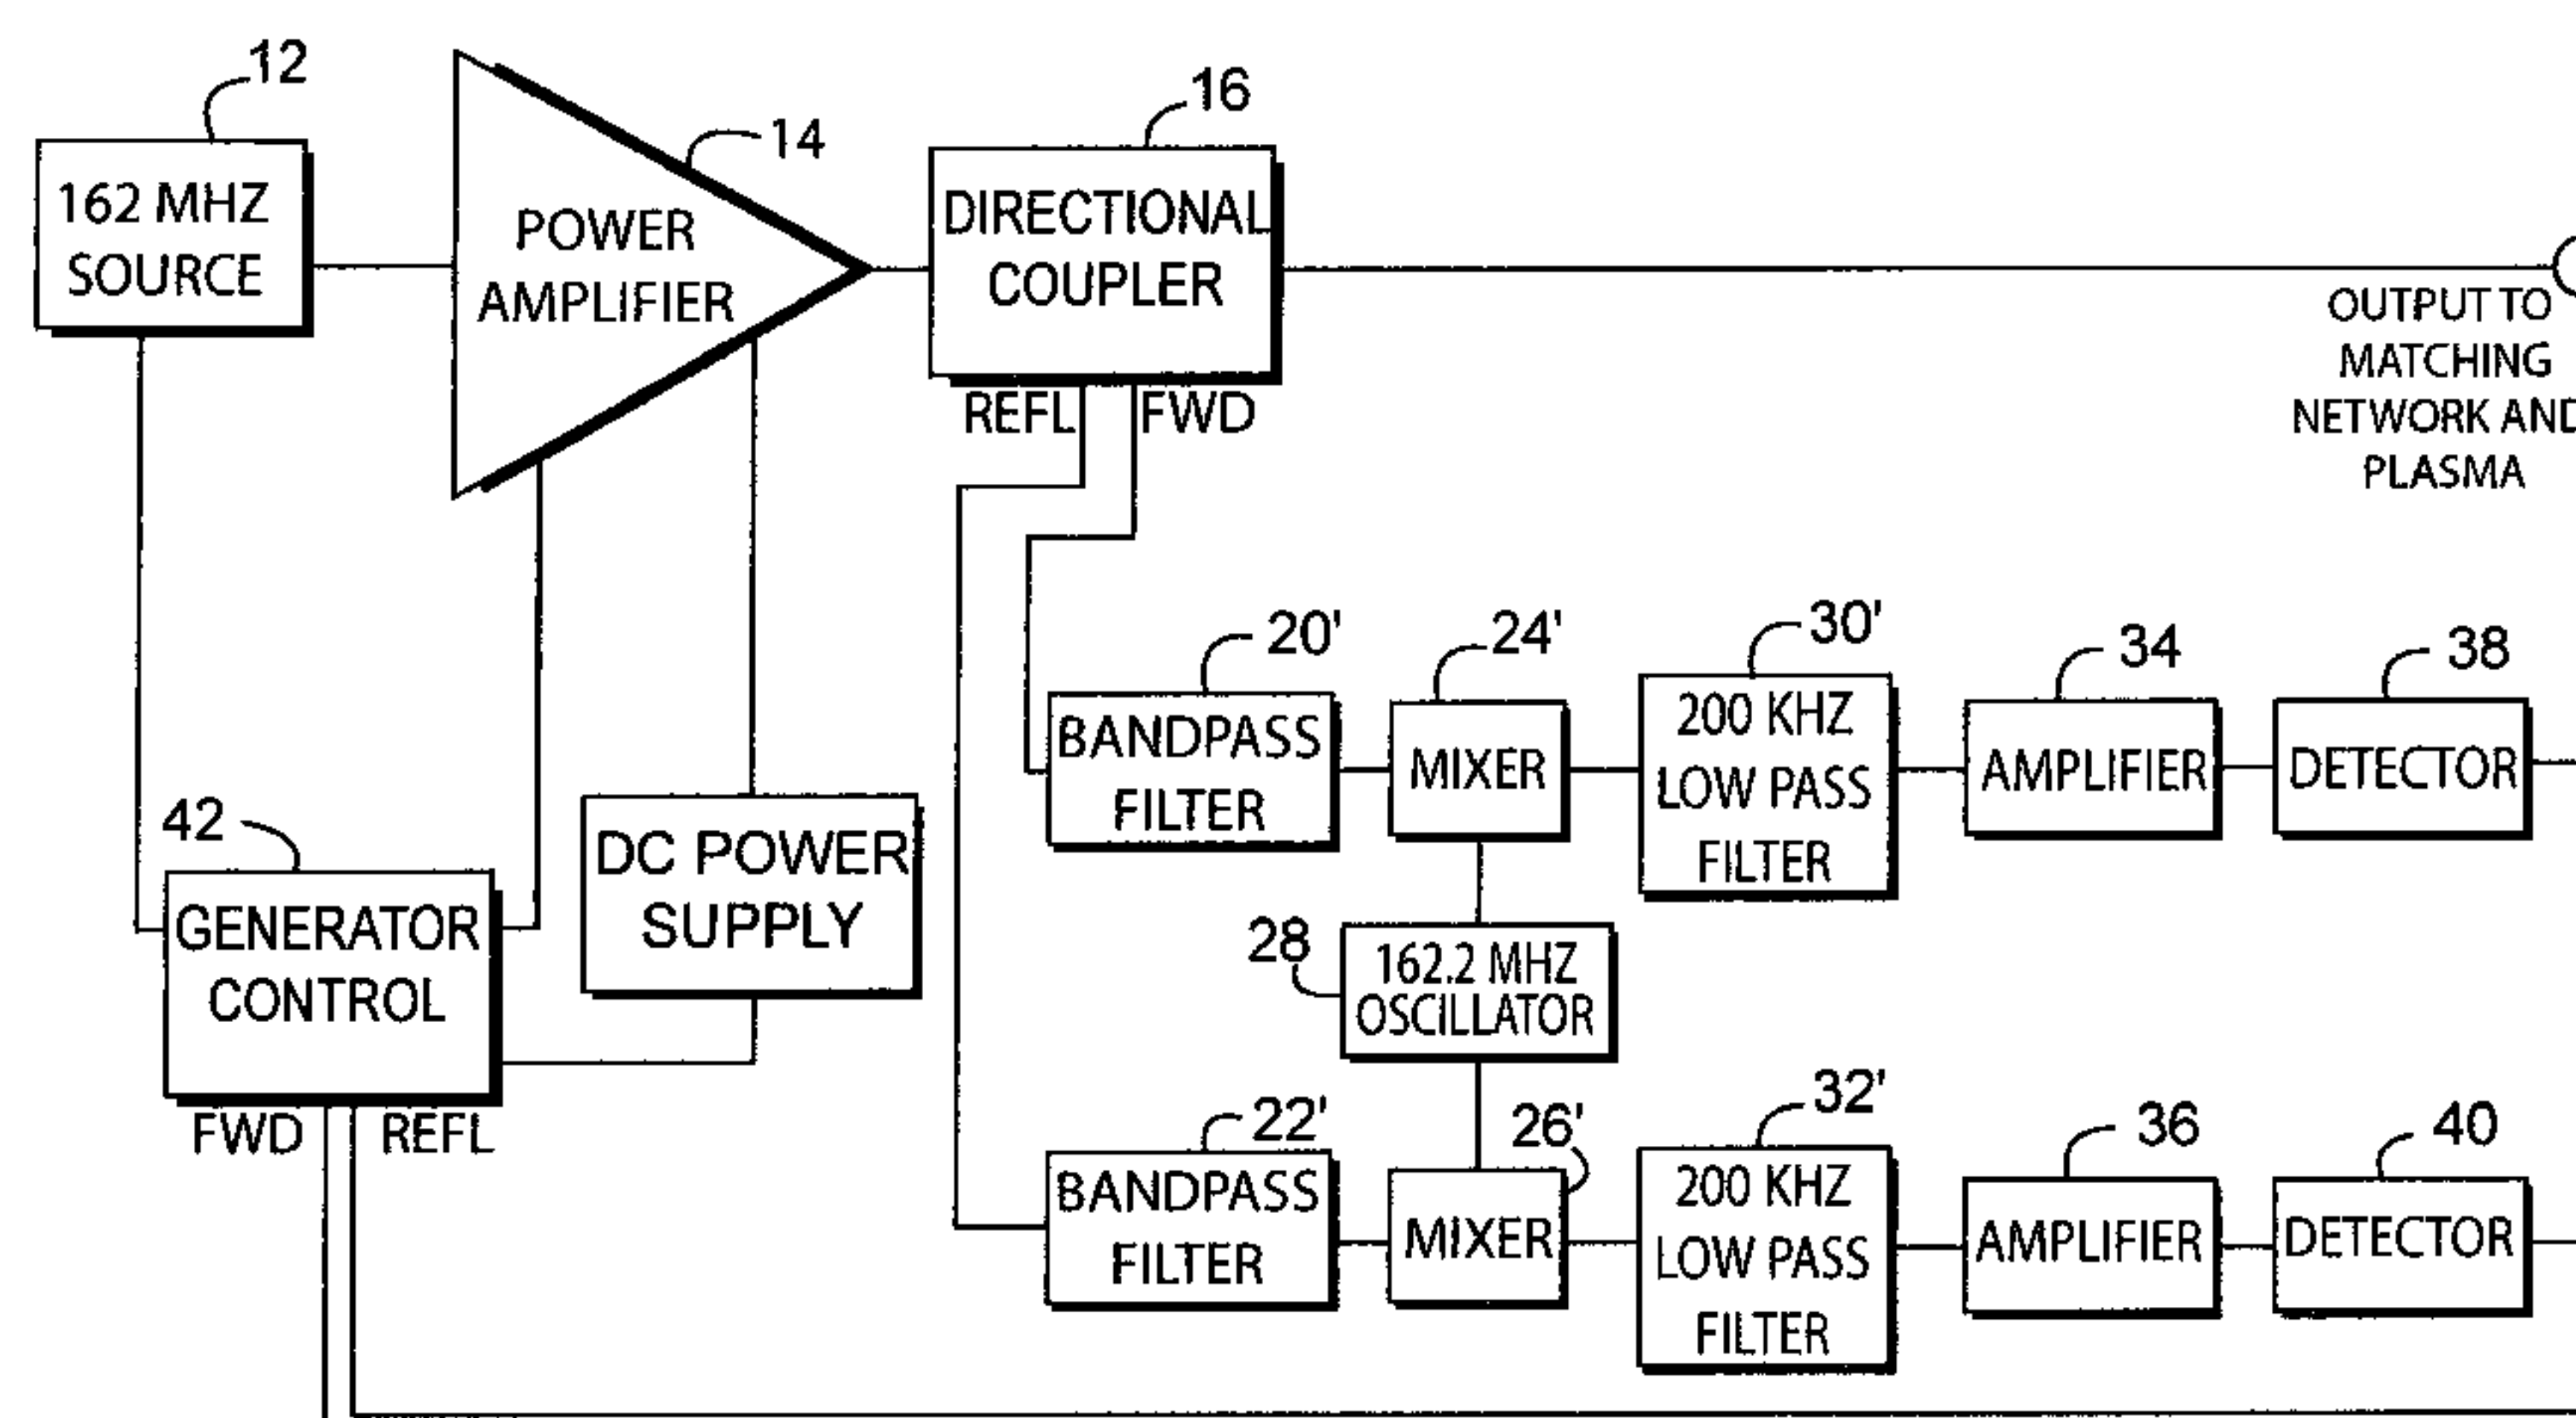 12
162 MHZ
SOURCE
14
POWER
AMPLIFIER
16
DIRECTIONAL
COUPLER
REFL
FWD
OUTPUT TO
MATCHING
NETWORK AND
PLASMA
20'
BANDPASS
FILTER
24'
MIXER
30'
200 KHZ
LOW PASS
FILTER
34
AMPLIFIER
38
DETECTOR
42
GENERATOR
CONTROL
FWD
REFL
DC POWER
SUPPLY
28
162.2 MHZ
OSCILLATOR
22'
BANDPASS
FILTER
26'
MIXER
32'
200 KHZ
LOW PASS
FILTER
36
AMPLIFIER
40
DETECTOR